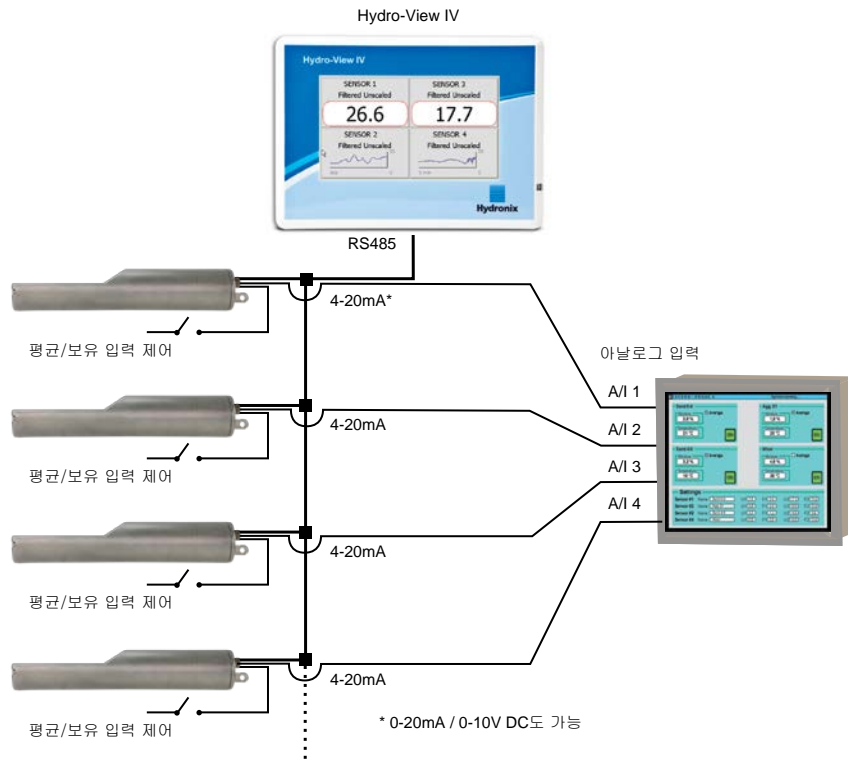 Hydro-View IV
Hydro-View IV
SENSOR 1
Filtered Unscaled
26.6
SENSOR 3
Filtered Unscaled
17.7
SENSOR 2
Filtered Unscaled
SENSOR 4
Filtered Unscaled
Hydronix
RS485
4-20mA*
평균/보유 입력 제어
아날로그 입력
A/I 1
4-20mA
A/I 2
평균/보유 입력 제어
A/I 3
A/I 4
4-20mA
평균/보유 입력 제어
Settings
4-20mA
평균/보유 입력 제어
* 0-20mA / 0-10V DC도 가능